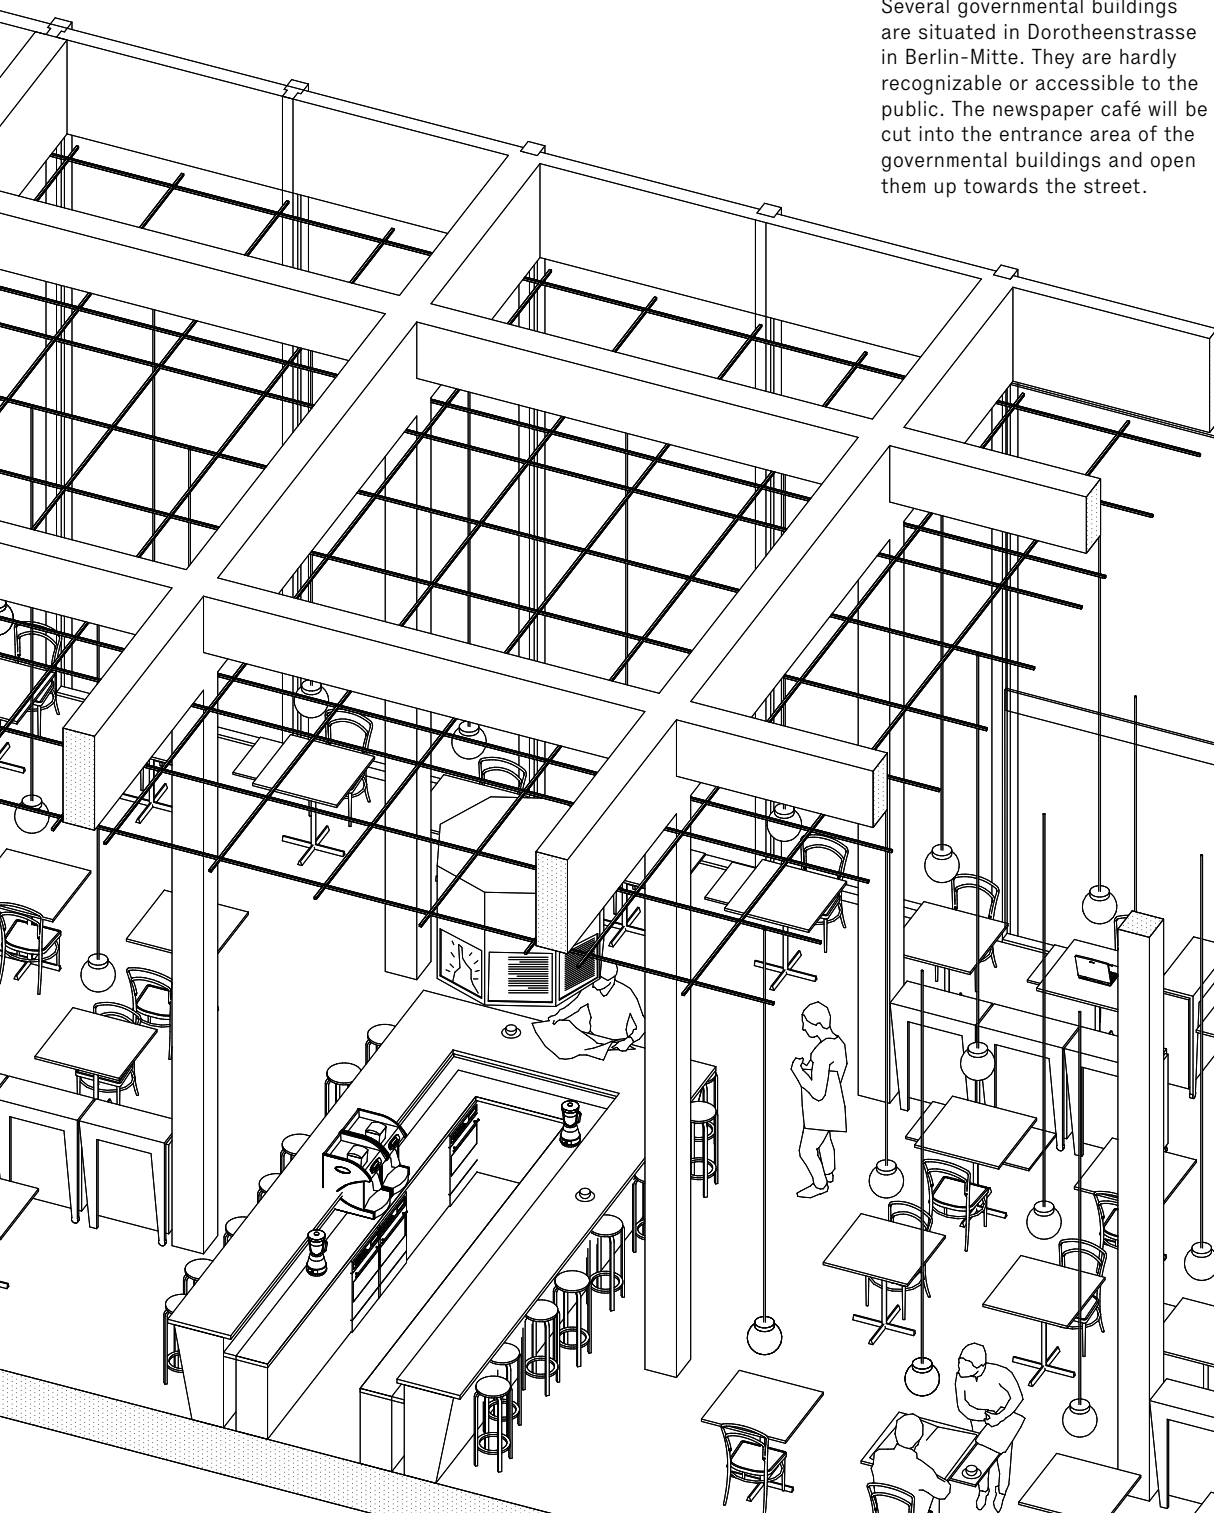 Several governmental buildings
are situated in Dorotheenstrasse
in Berlin-Mitte. They are hardly
recognizable or accessible to the
public. The newspaper café will be
cut into the entrance area of the
governmental buildings and open
them up towards the street.